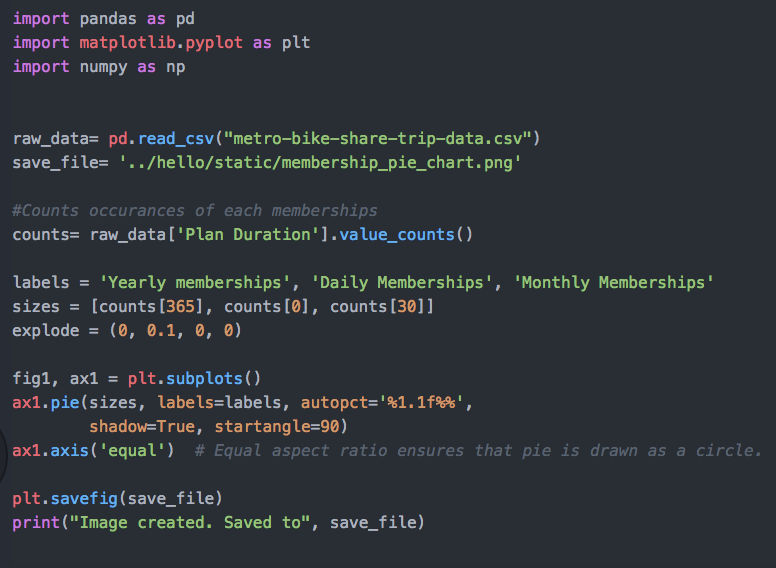 import pandas as pd
import matplotlib.pyplot as plt
import numpy as np
raw_data= pd.read_csv("metro-bike-share-trip-data.csv")
save_file= '../hello/static/membership_pie_chart.png'
#Counts occurances of each memberships
counts= raw_data['Plan Duration'].value_counts()
labels = 'Yearly memberships', 'Daily Memberships', 'Monthly Memberships'
sizes = [counts[365], counts[0], counts[30]]
explode = (0, 0.1, 0, 0)
fig1, ax1 = plt.subplots()
ax1.pie(sizes, labels=labels, autopct='%1.1f%%',
        shadow=True, startangle=90)
ax1.axis('equal')  # Equal aspect ratio ensures that pie is drawn as a circle.
plt.savefig(save_file)
print("Image created. Saved to", save_file)